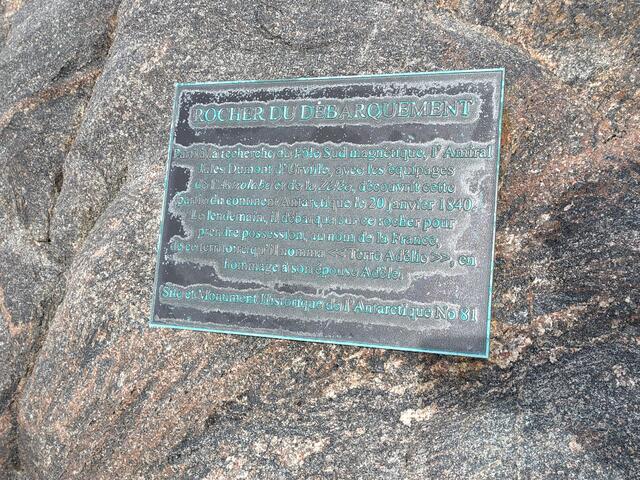 ROCHER DU DÉBARQUEMENT
Parti à la recherche du Pôle Sud magnétique, l'Amiral
Jules Dumont d'Urville, avec les équipages
de l'Astrolabe et de la Zélée, découvrit cette
partie du continent Antarctique le 20 janvier 1840.
Le lendemain, il débarqua sur ce rocher pour
prendre possession, au nom de la France,
de ce territoire qu'il nomma << Terre Adélie >>, en
hommage à son épouse Adèle.
Site et Monument Historique de l'Antarctique No 81